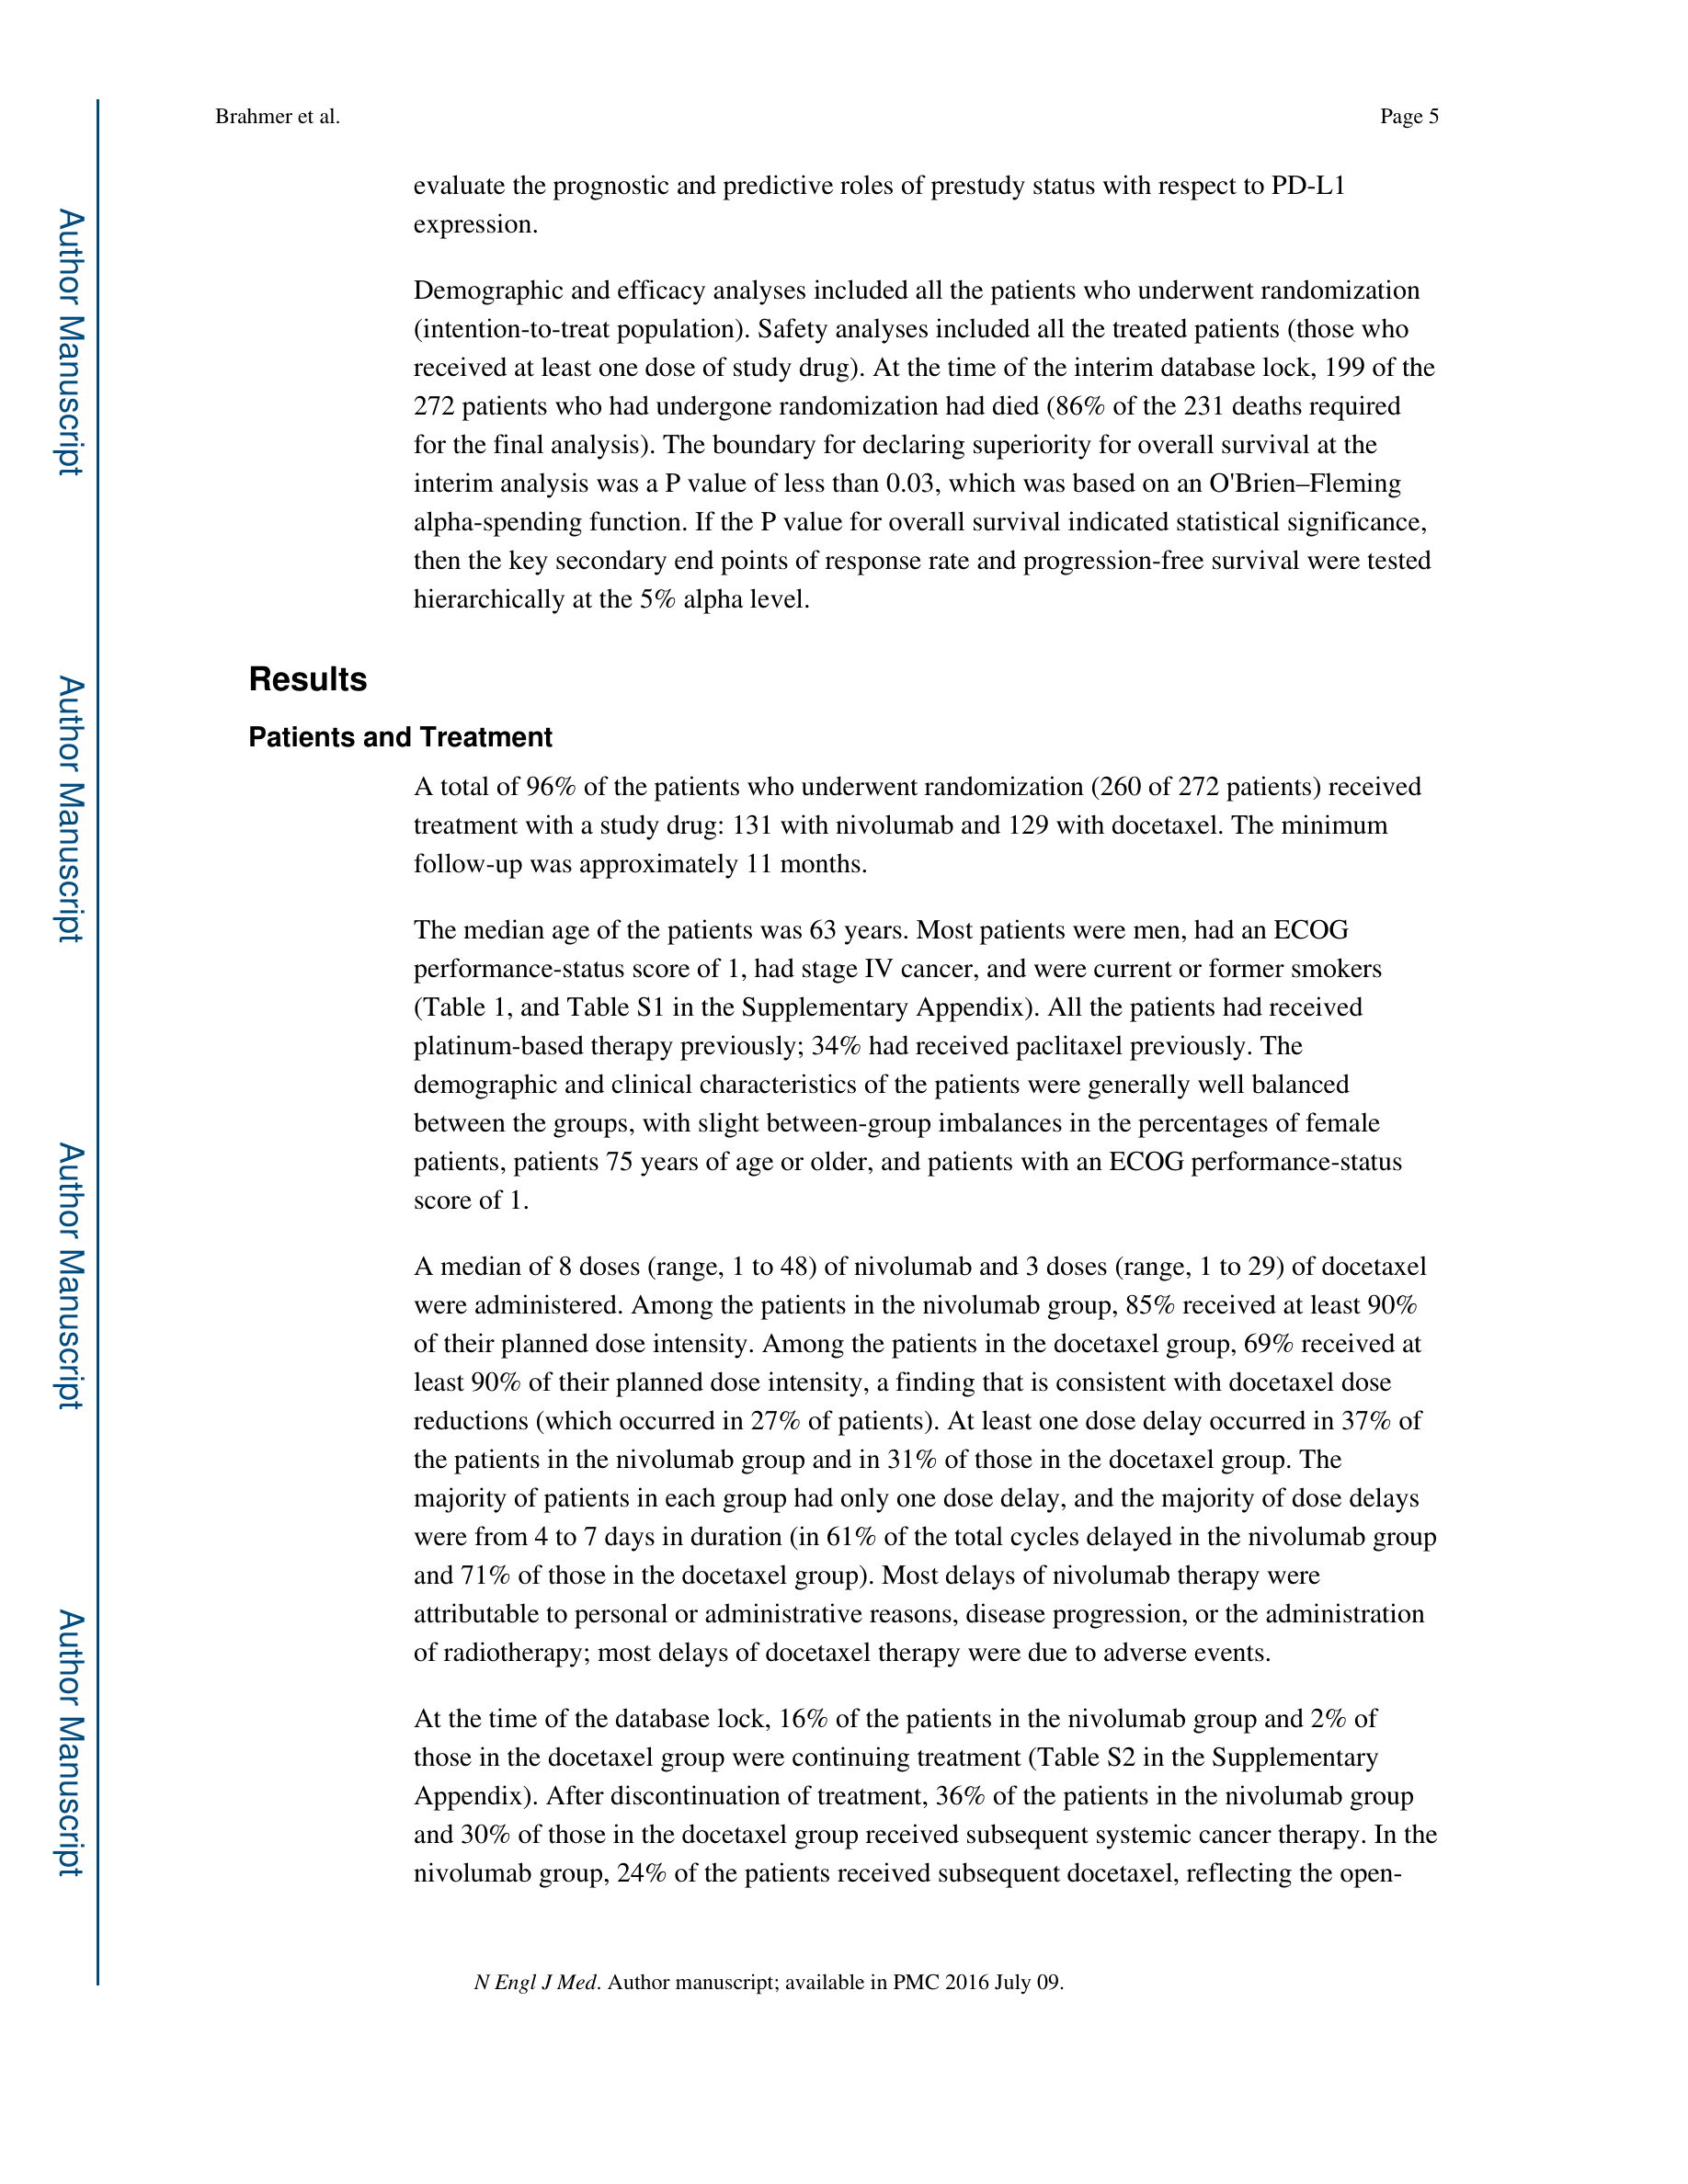 Brahmer et al.
Page 5
evaluate the prognostic and predictive roles of prestudy status with respect to PD-L1
expression.
Demographic and efficacy analyses included all the patients who underwent randomization
(intention-to-treat population). Safety analyses included all the treated patients (those who
received at least one dose of study drug). At the time of the interim database lock, 199 of the
272 patients who had undergone randomization had died (86% of the 231 deaths required
for the final analysis). The boundary for declaring superiority for overall survival at the
interim analysis was a P value of less than 0.03, which was based on an O'Brien–Fleming
alpha-spending function. If the P value for overall survival indicated statistical significance,
then the key secondary end points of response rate and progression-free survival were tested
hierarchically at the 5% alpha level.
Results
Patients and Treatment
A total of 96% of the patients who underwent randomization (260 of 272 patients) received
treatment with a study drug: 131 with nivolumab and 129 with docetaxel. The minimum
follow-up was approximately 11 months.
The median age of the patients was 63 years. Most patients were men, had an ECOG
performance-status score of 1, had stage IV cancer, and were current or former smokers
(Table 1, and Table S1 in the Supplementary Appendix). All the patients had received
platinum-based therapy previously; 34% had received paclitaxel previously. The
demographic and clinical characteristics of the patients were generally well balanced
between the groups, with slight between-group imbalances in the percentages of female
patients, patients 75 years of age or older, and patients with an ECOG performance-status
score of 1.
A median of 8 doses (range, 1 to 48) of nivolumab and 3 doses (range, 1 to 29) of docetaxel
were administered. Among the patients in the nivolumab group, 85% received at least 90%
of their planned dose intensity. Among the patients in the docetaxel group, 69% received at
least 90% of their planned dose intensity, a finding that is consistent with docetaxel dose
reductions (which occurred in 27% of patients). At least one dose delay occurred in 37% of
the patients in the nivolumab group and in 31% of those in the docetaxel group. The
majority of patients in each group had only one dose delay, and the majority of dose delays
were from 4 to 7 days in duration (in 61% of the total cycles delayed in the nivolumab group
and 71% of those in the docetaxel group). Most delays of nivolumab therapy were
attributable to personal or administrative reasons, disease progression, or the administration
of radiotherapy; most delays of docetaxel therapy were due to adverse events.
At the time of the database lock, 16% of the patients in the nivolumab group and 2% of
those in the docetaxel group were continuing treatment (Table S2 in the Supplementary
Appendix). After discontinuation of treatment, 36% of the patients in the nivolumab group
and 30% of those in the docetaxel group received subsequent systemic cancer therapy. In the
nivolumab group, 24% of the patients received subsequent docetaxel, reflecting the open-
N Engl J Med. Author manuscript; available in PMC 2016 July 09.
Author Manuscript
Author Manuscript
Author Manuscript
Author Manuscript